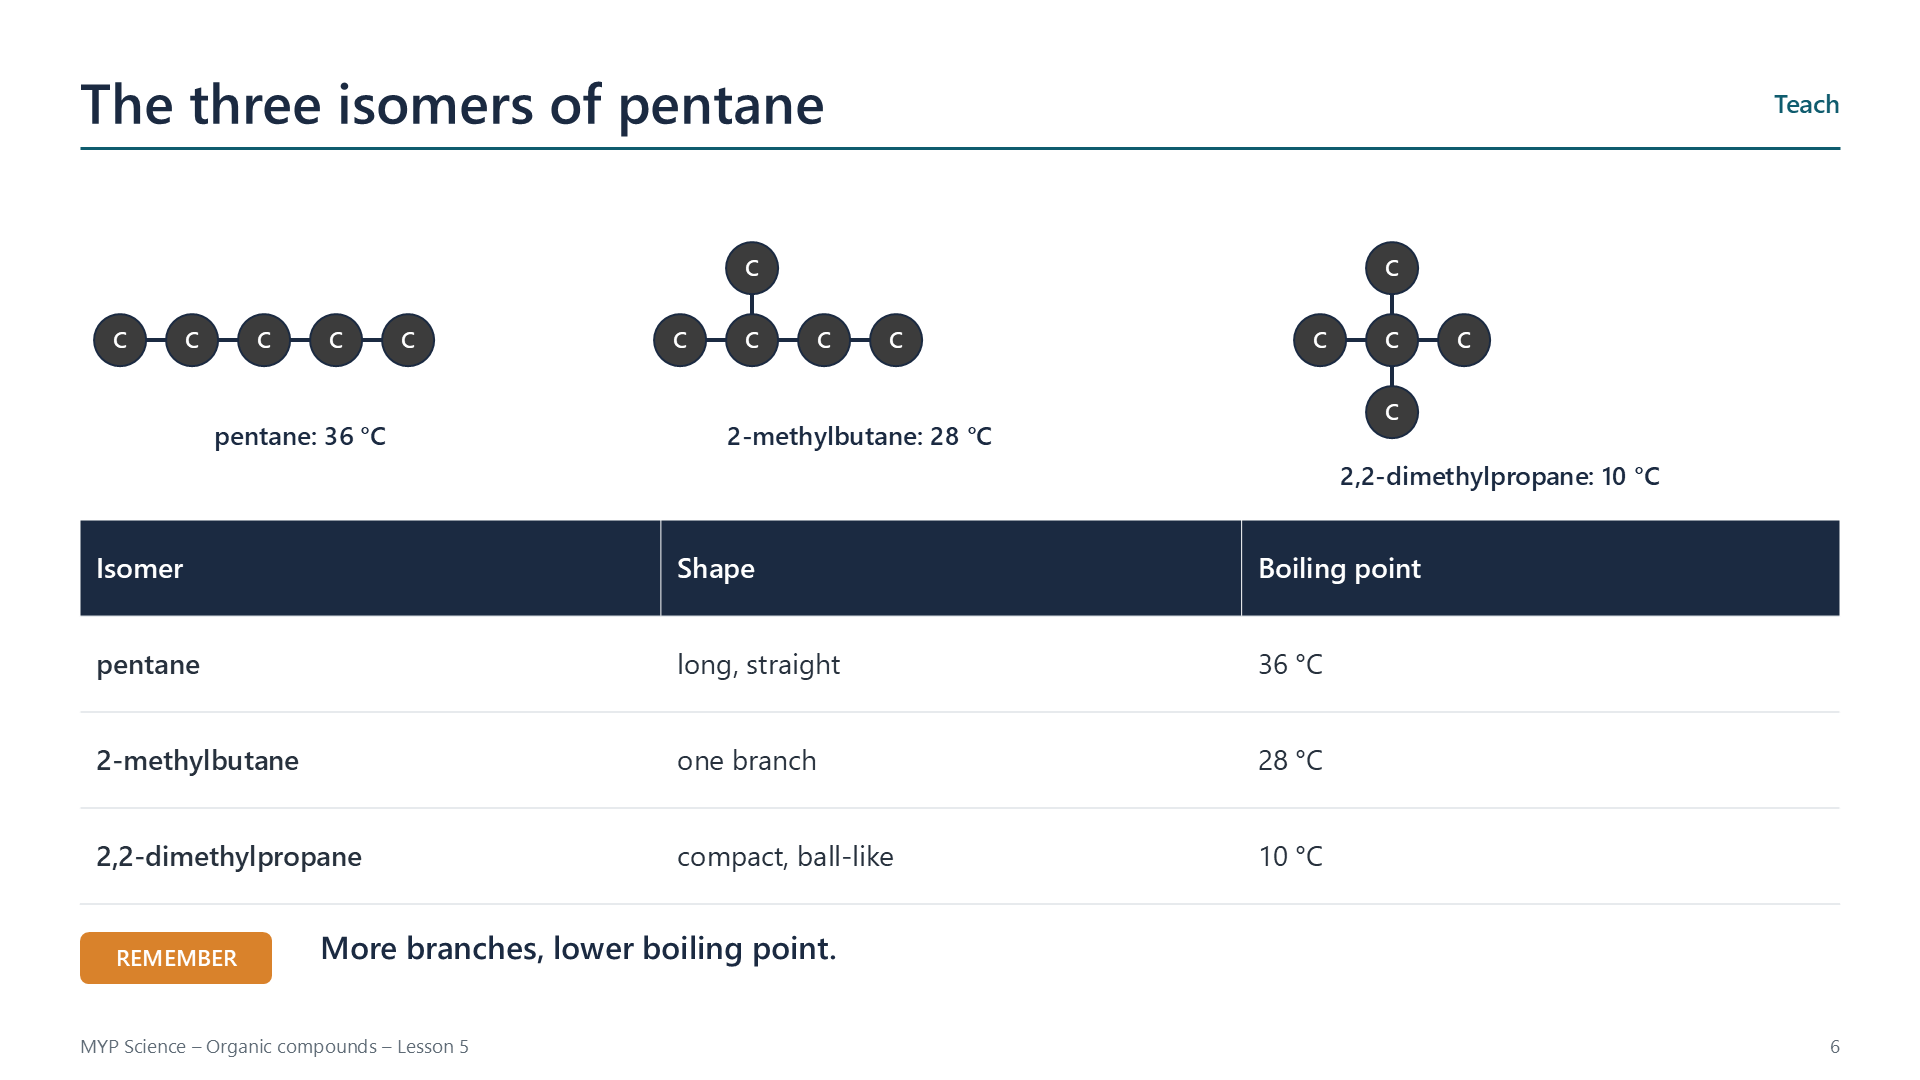 The three isomers of pentane
Teach
C
C
C C C C C
C C C C
C C C
C
pentane: 36 °C
2-methylbutane: 28 °C
2,2-dimethylpropane: 10 °C
Isomer Shape Boiling point
pentane long, straight 36 °C
2-methylbutane one branch 28 °C
2,2-dimethylpropane compact, ball-like 10 °C
REMEMBER More branches, lower boiling point.
MYP Science – Organic compounds – Lesson 5
6